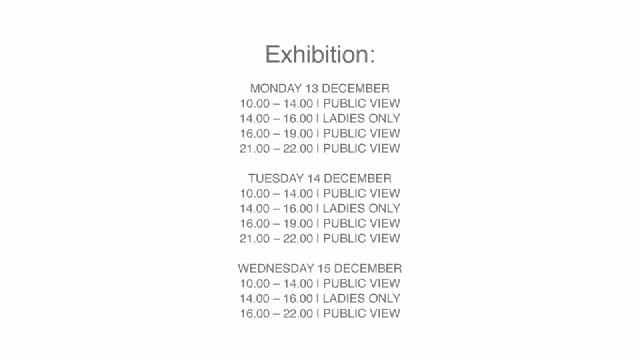 Exhibition:
MONDAY 13 DECEMBER
10.00 – 14.00 I PUBLIC VIEW
14.00 – 16.00 I LADIES ONLY
16.00 – 19.00 I PUBLIC VIEW
21.00 – 22.00 I PUBLIC VIEW
TUESDAY 14 DECEMBER
10.00 – 14.00 I PUBLIC VIEW
14.00 – 16.00 I LADIES ONLY
16.00 – 19.00 I PUBLIC VIEW
21.00 – 22.00 I PUBLIC VIEW
WEDNESDAY 15 DECEMBER
10.00 – 14.00 I PUBLIC VIEW
14.00 – 16.00 I LADIES ONLY
16.00 – 22.00 I PUBLIC VIEW